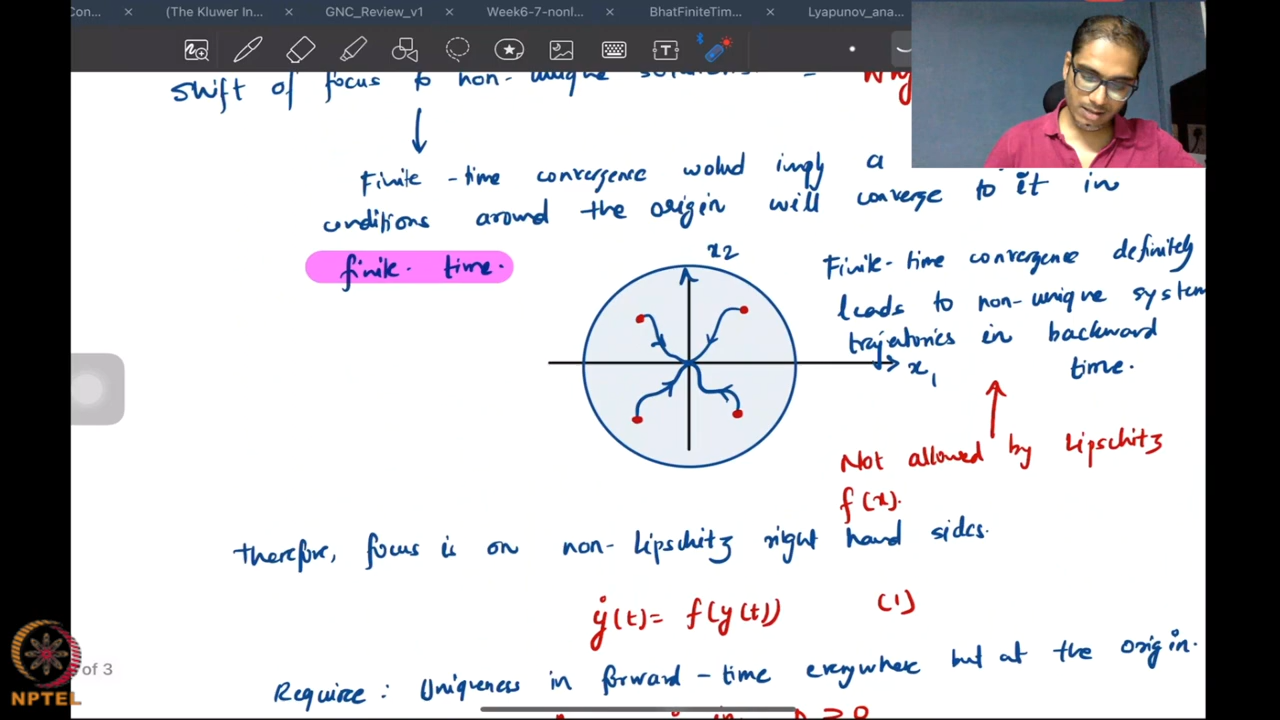 Con...
(The Kluwer In...
GNC_Review_v1
Week6-7-nonl...
BhatFiniteTim...
Lyapunov_ana...
swift of focus to non-unique solutions. =
Finite-time convergence wolud imply a
conditions around the origin will converge to it in
finite. time.
x2
Finite-time convergence definitely
leads to non-unique system
trajectories in backward
time.
x1
Not allowed by Lipschitz
f(x).
Therefore, focus is on non-Lipschitz right hand sides.
ẏ(t)= f(y(t)) (1)
of 3
Require: Uniqueness in forward-time everywhere but at the origin.
NPTEL